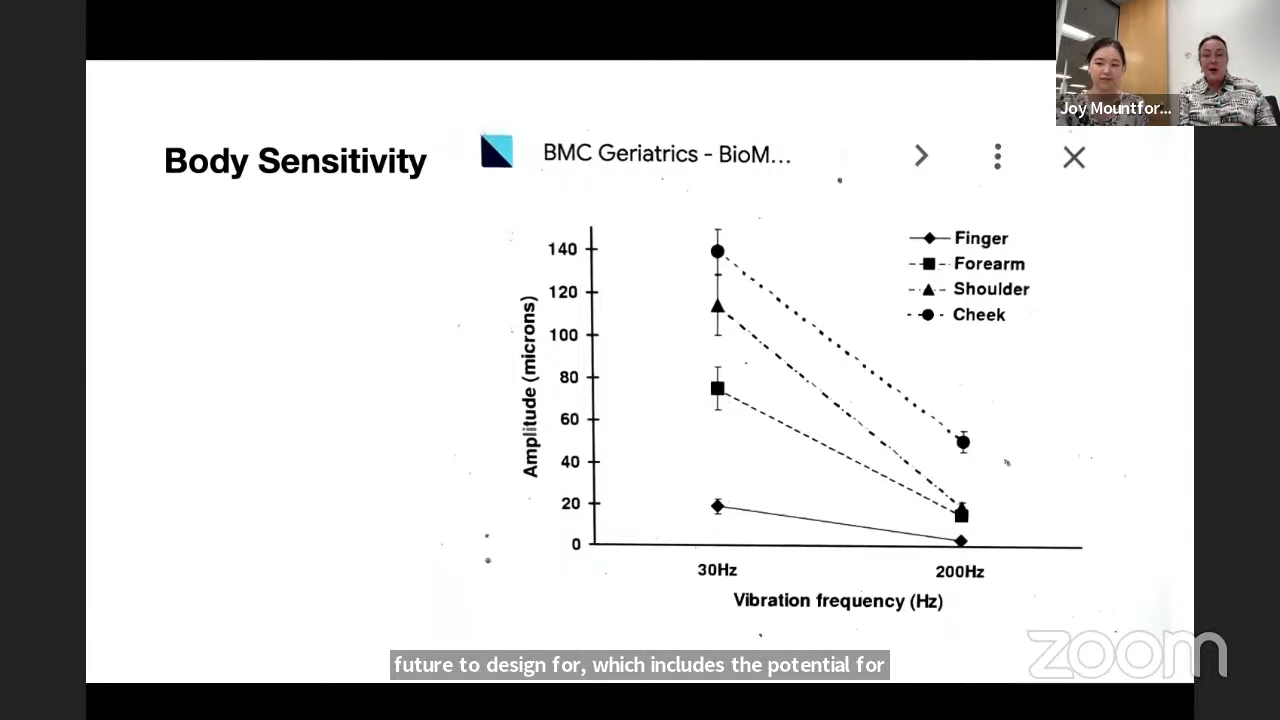 Joy Mountfor...
Body Sensitivity
BMC Geriatrics - BioM...
Finger
Forearm
Shoulder
Cheek
Amplitude (microns)
140
120
100
80
60
40
20
0
30Hz
200Hz
Vibration frequency (Hz)
future to design for, which includes the potential for
zoom